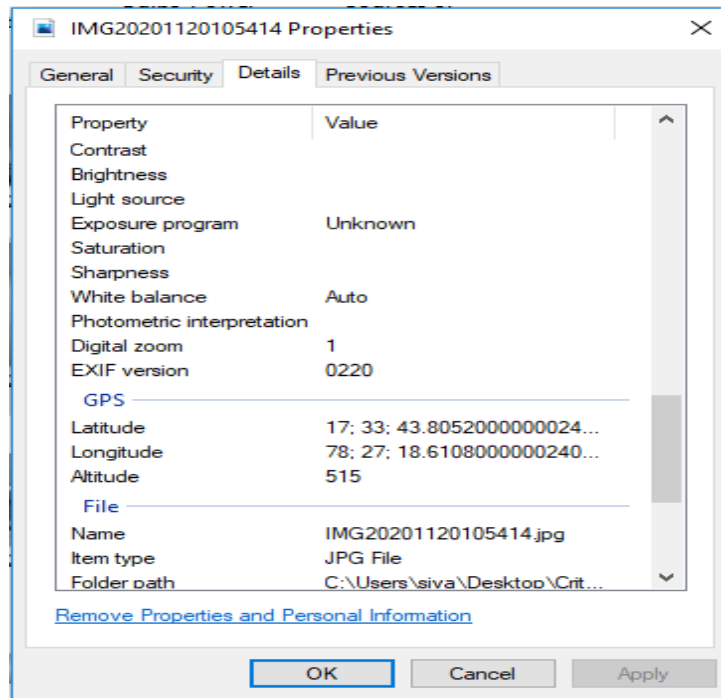 IMG20201120105414 Properties
General Security Details Previous Versions
Property Value
Contrast
Brightness
Light source
Exposure program Unknown
Saturation
Sharpness
White balance Auto
Photometric interpretation
Digital zoom 1
EXIF version 0220
GPS
Latitude 17; 33; 43.8052000000024...
Longitude 78; 27; 18.6108000000240...
Altitude 515
File
Name IMG20201120105414.jpg
Item type JPG File
Folder path C:\Users\siva\Desktop\Crit...
Remove Properties and Personal Information
OK Cancel Apply